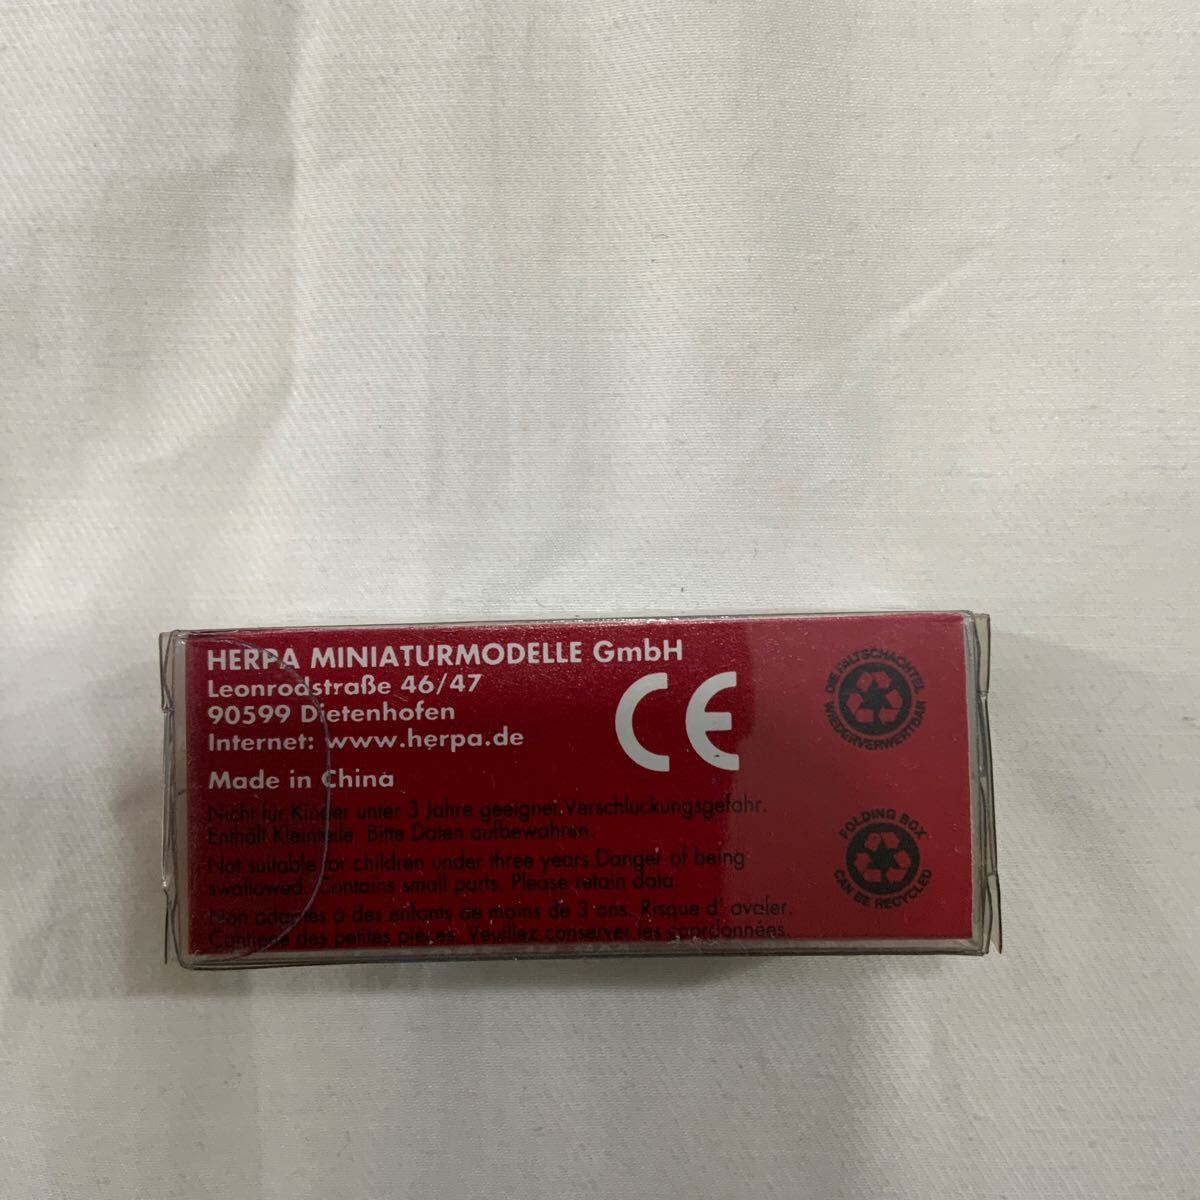 HERPA MINIATURMODELLE GmbH
Leonrodstraße 46/47
90599 Dietenhofen
Internet: www.herpa.de
Made in China
CE
Nicht für Kinder unter 3 Jahre geeignet. Verschluckungsgefahr.
Enthält Kleinteile. Bitte Daten aufbewahren.
Not suitable for children under three years. Danger of being
swallowed. Contains small parts. Please retain data.
Non adaptés à des enfants de moins de 3 ans. Risque d' avaler.
Contiene des petites pieces. Veuillez conserver les coordonnées.
DIE FALTSCHACHTEL
WIEDERVERWERTBAR
FOLDING BOX
CAN BE RECYCLED